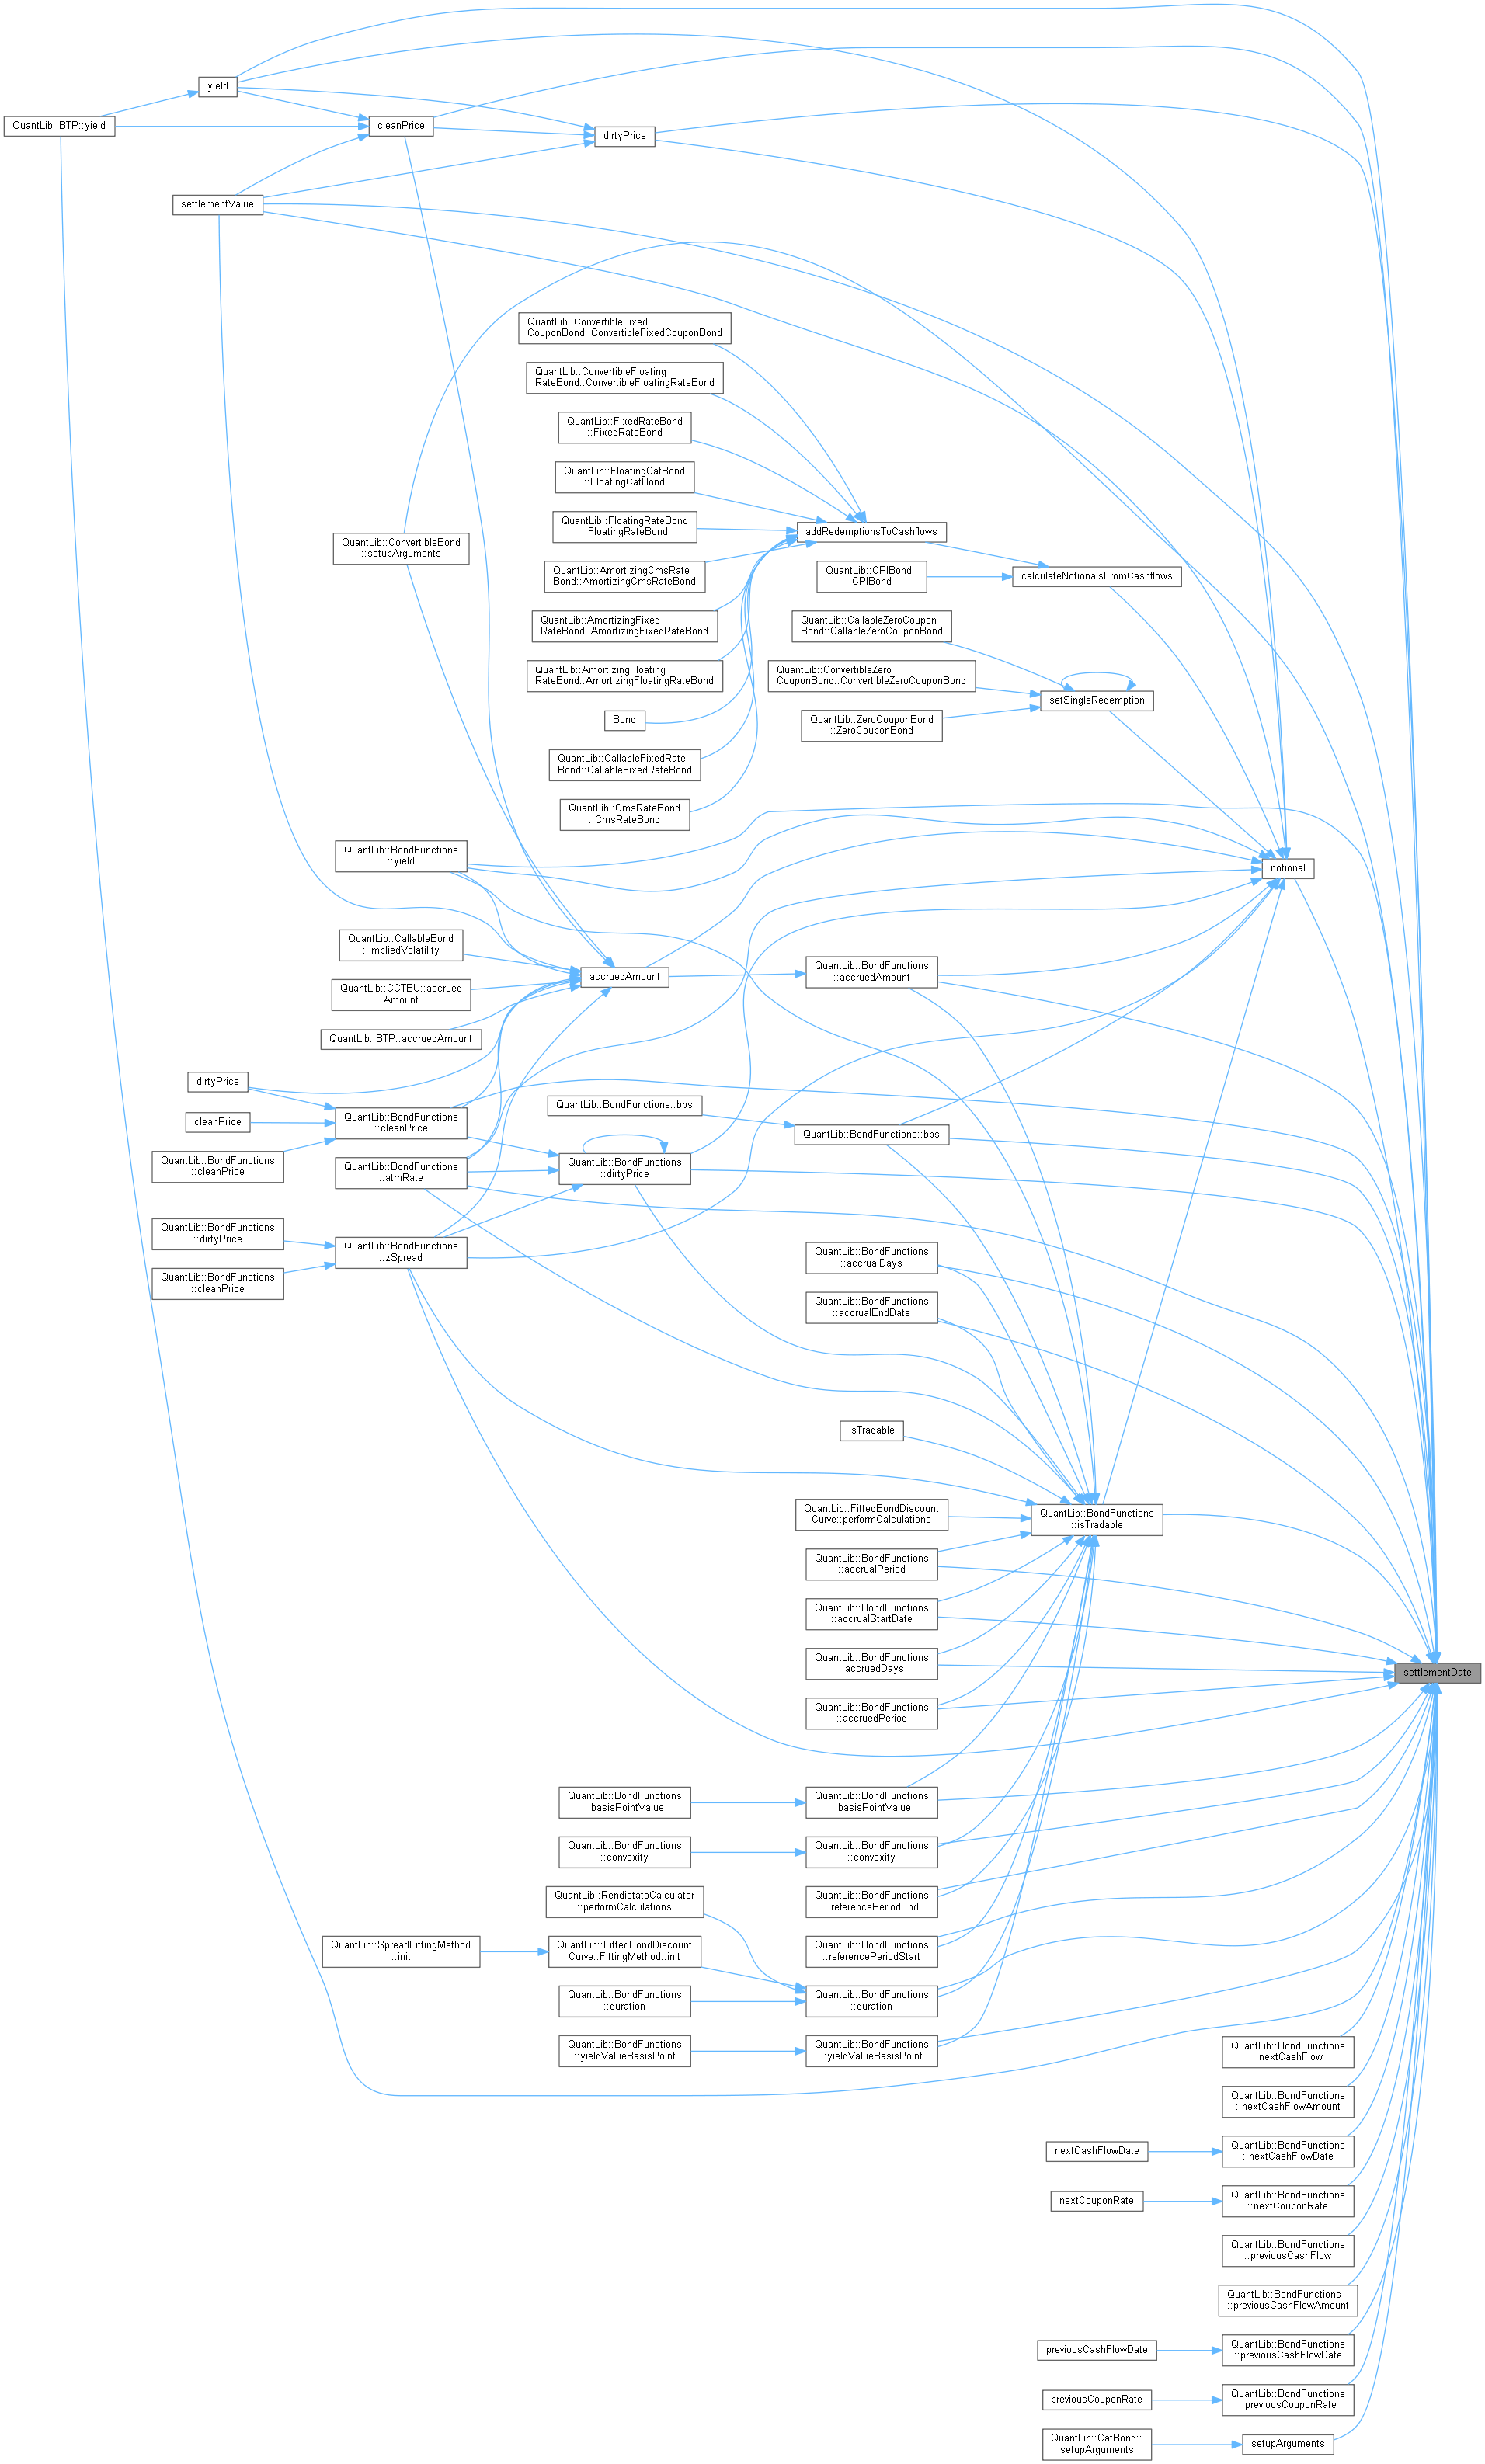 yield
QuantLib::BTP::yield
cleanPrice
dirtyPrice
settlementValue
QuantLib::ConvertibleFixed
CouponBond::ConvertibleFixedCouponBond
QuantLib::ConvertibleFloating
RateBond::ConvertibleFloatingRateBond
QuantLib::FixedRateBond
::FixedRateBond
QuantLib::FloatingCatBond
::FloatingCatBond
QuantLib::FloatingRateBond
::FloatingRateBond
addRedemptionsToCashflows
QuantLib::ConvertibleBond
::setupArguments
QuantLib::AmortizingCmsRate
Bond::AmortizingCmsRateBond
QuantLib::CPIBond::
CPIBond
calculateNotionalsFromCashflows
QuantLib::AmortizingFixed
RateBond::AmortizingFixedRateBond
QuantLib::CallableZeroCoupon
Bond::CallableZeroCouponBond
QuantLib::AmortizingFloating
RateBond::AmortizingFloatingRateBond
QuantLib::ConvertibleZero
CouponBond::ConvertibleZeroCouponBond
setSingleRedemption
Bond
QuantLib::ZeroCouponBond
::ZeroCouponBond
QuantLib::CallableFixedRate
Bond::CallableFixedRateBond
QuantLib::CmsRateBond
::CmsRateBond
QuantLib::BondFunctions
::yield
notional
QuantLib::CallableBond
::impliedVolatility
accruedAmount
QuantLib::BondFunctions
::accruedAmount
QuantLib::CCTEU::accrued
Amount
QuantLib::BTP::accruedAmount
dirtyPrice
cleanPrice
QuantLib::BondFunctions
::cleanPrice
QuantLib::BondFunctions::bps
QuantLib::BondFunctions::bps
QuantLib::BondFunctions
::cleanPrice
QuantLib::BondFunctions
::atmRate
QuantLib::BondFunctions
::dirtyPrice
QuantLib::BondFunctions
::dirtyPrice
QuantLib::BondFunctions
::zSpread
QuantLib::BondFunctions
::cleanPrice
QuantLib::BondFunctions
::accrualDays
QuantLib::BondFunctions
::accrualEndDate
isTradable
QuantLib::FittedBondDiscount
Curve::performCalculations
QuantLib::BondFunctions
::isTradable
QuantLib::BondFunctions
::accrualPeriod
QuantLib::BondFunctions
::accrualStartDate
QuantLib::BondFunctions
::accruedDays
settlementDate
QuantLib::BondFunctions
::accruedPeriod
QuantLib::BondFunctions
::basisPointValue
QuantLib::BondFunctions
::basisPointValue
QuantLib::BondFunctions
::convexity
QuantLib::BondFunctions
::convexity
QuantLib::RendistatoCalculator
::performCalculations
QuantLib::BondFunctions
::referencePeriodEnd
QuantLib::SpreadFittingMethod
::init
QuantLib::FittedBondDiscount
Curve::FittingMethod::init
QuantLib::BondFunctions
::referencePeriodStart
QuantLib::BondFunctions
::duration
QuantLib::BondFunctions
::duration
QuantLib::BondFunctions
::yieldValueBasisPoint
QuantLib::BondFunctions
::yieldValueBasisPoint
QuantLib::BondFunctions
::nextCashFlow
QuantLib::BondFunctions
::nextCashFlowAmount
nextCashFlowDate
QuantLib::BondFunctions
::nextCashFlowDate
nextCouponRate
QuantLib::BondFunctions
::nextCouponRate
QuantLib::BondFunctions
::previousCashFlow
QuantLib::BondFunctions
::previousCashFlowAmount
previousCashFlowDate
QuantLib::BondFunctions
::previousCashFlowDate
previousCouponRate
QuantLib::BondFunctions
::previousCouponRate
QuantLib::CatBond::
setupArguments
setupArguments